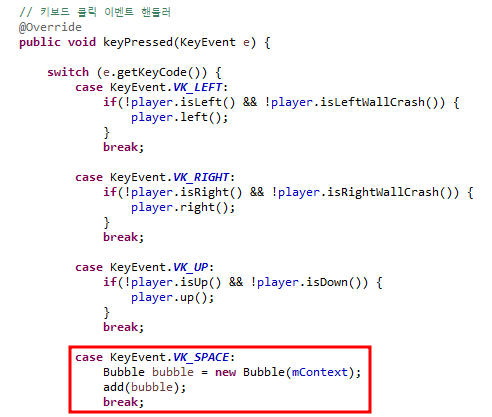 // 키보드 클릭 이벤트 핸들러
@Override
public void keyPressed(KeyEvent e) {
switch (e.getKeyCode()) {
case KeyEvent.VK_LEFT:
if(!player.isLeft() && !player.isLeftWallCrash()) {
player.left();
}
break;
case KeyEvent.VK_RIGHT:
if(!player.isRight() && !player.isRightWallCrash()) {
player.right();
}
break;
case KeyEvent.VK_UP:
if(!player.isUp() && !player.isDown()) {
player.up();
}
break;
case KeyEvent.VK_SPACE:
Bubble bubble = new Bubble(mContext);
add(bubble);
break;